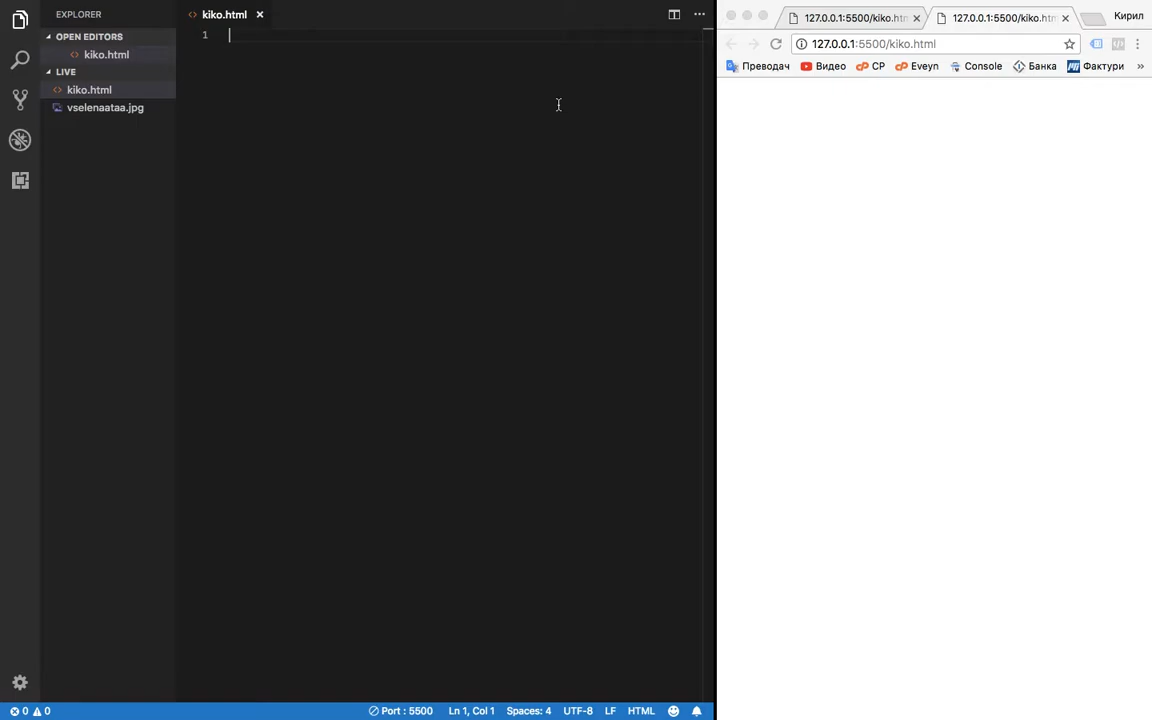 EXPLORER
OPEN EDITORS
kiko.html
LIVE
kiko.html
vselenaataa.jpg
kiko.html
1
0 0
Port : 5500
Ln 1, Col 1
Spaces: 4
UTF-8
LF
HTML
127.0.0.1:5500/kiko.htm
127.0.0.1:5500/kiko.htm
Кирил
127.0.0.1:5500/kiko.html
Преводач
Видео
CP
Eveyn
Console
Банка
Фактури
»